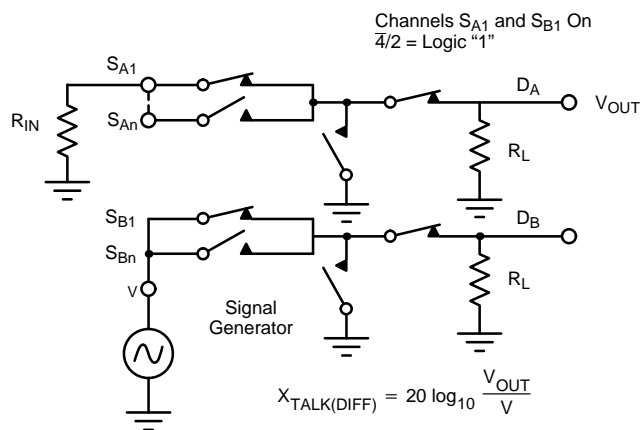 Channels S_A1 and S_B1 On
4̅/2 = Logic “1”
S_A1
D_A
V_OUT
R_IN
S_An
R_L
S_B1
D_B
S_Bn
V
R_L
Signal
Generator
X_TALK(DIFF) = 20 log_10 V_OUT / V